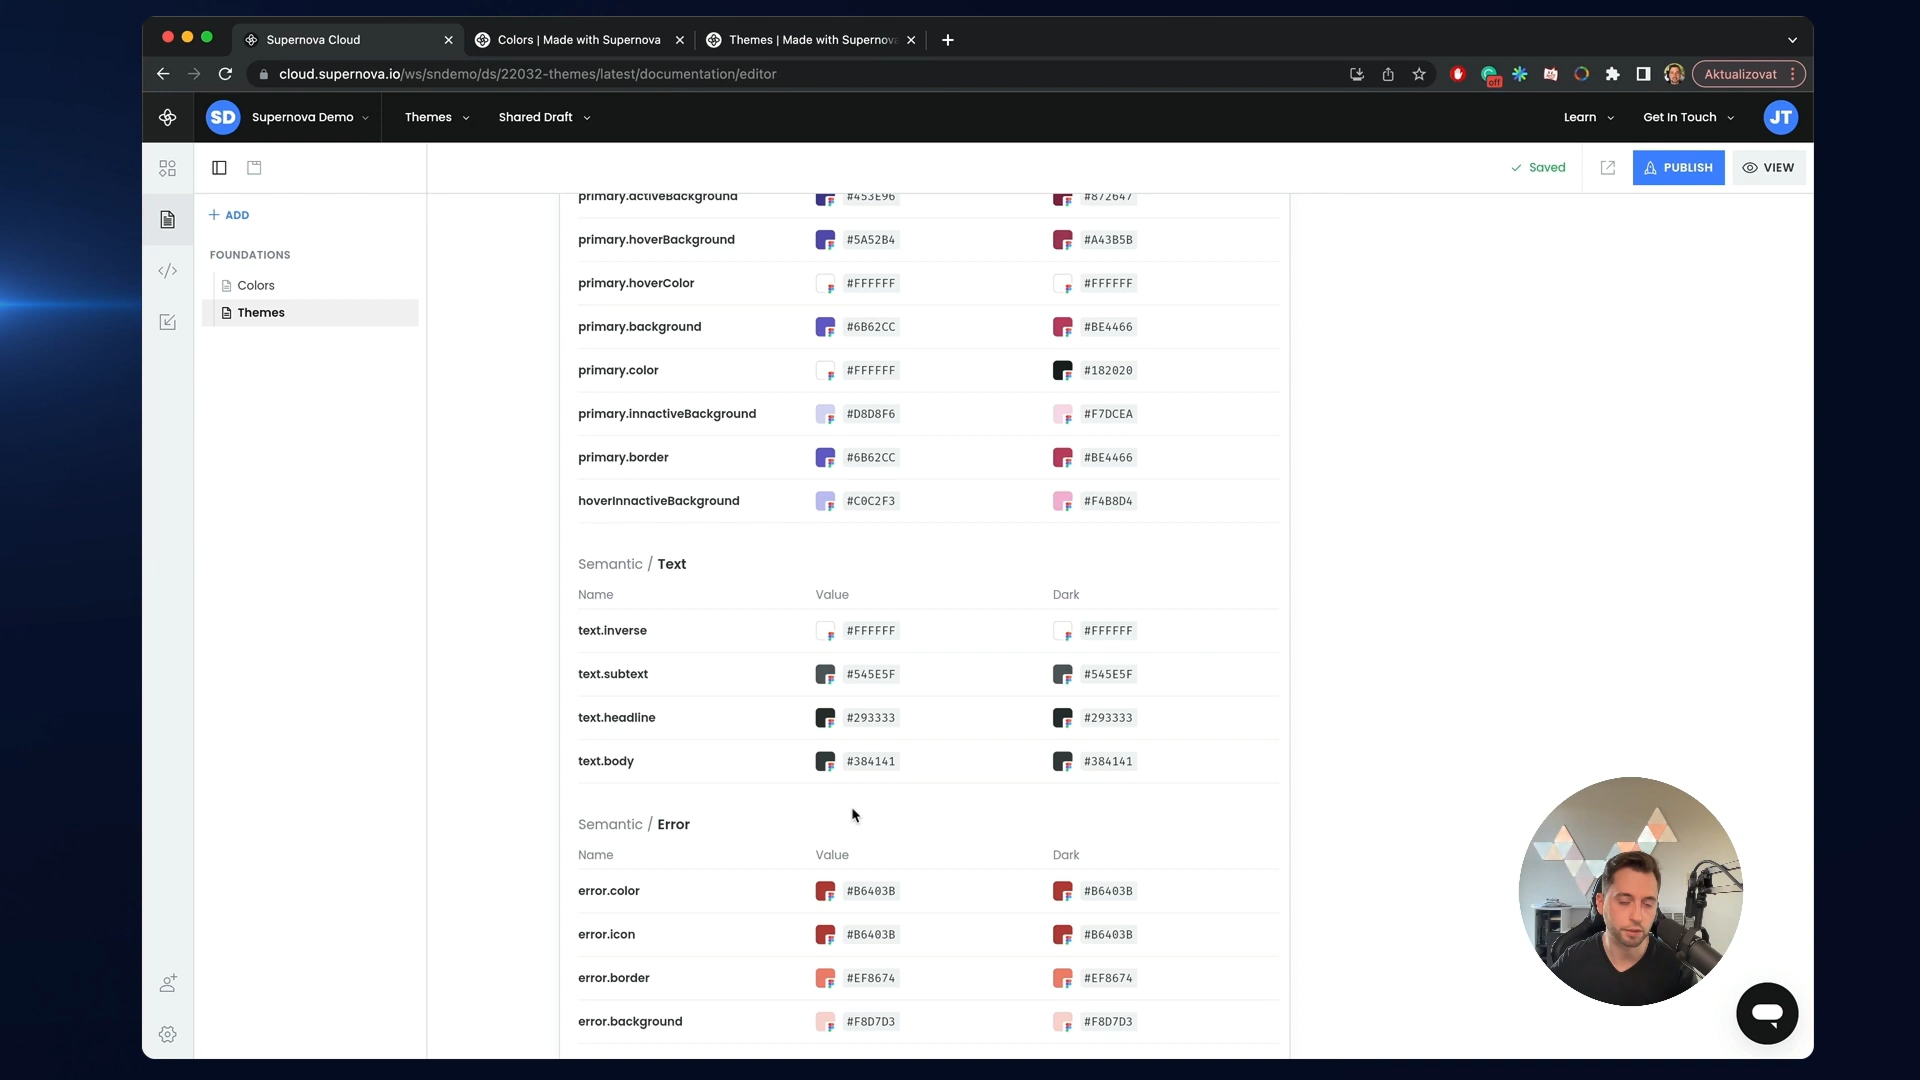 Supernova Cloud
Colors | Made with Supernova
Themes | Made with Supernova
cloud.supernova.io/ws/sndemo/ds/22032-themes/latest/documentation/editor
off
Aktualizovat
SD
Supernova Demo
Themes
Shared Draft
Learn
Get In Touch
JT
Saved
PUBLISH
VIEW
+ ADD
FOUNDATIONS
Colors
Themes
primary.activeBackground #453E96 #872647
primary.hoverBackground #5A52B4 #A43B5B
primary.hoverColor #FFFFFF #FFFFFF
primary.background #6B62CC #BE4466
primary.color #FFFFFF #182020
primary.innactiveBackground #D8D8F6 #F7DCEA
primary.border #6B62CC #BE4466
hoverInnactiveBackground #C0C2F3 #F4B8D4
Semantic / Text
Name Value Dark
text.inverse #FFFFFF #FFFFFF
text.subtext #545E5F #545E5F
text.headline #293333 #293333
text.body #384141 #384141
Semantic / Error
Name Value Dark
error.color #B6403B #B6403B
error.icon #B6403B #B6403B
error.border #EF8674 #EF8674
error.background #F8D7D3 #F8D7D3